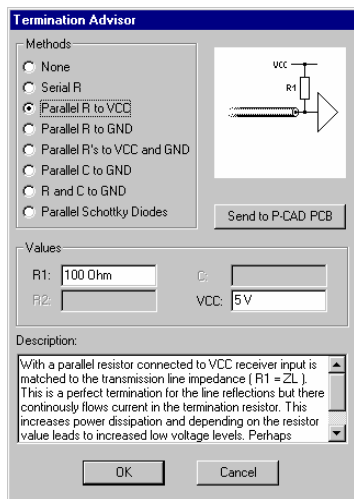 Termination Advisor
Methods
None
Serial R
Parallel R to VCC
Parallel R to GND
Parallel R's to VCC and GND
Parallel C to GND
R and C to GND
Parallel Schottky Diodes
VCC
R1
Send to P-CAD PCB
Values
R1: 100 Ohm
C:
R2:
VCC: 5 V
Description:
With a parallel resistor connected to VCC receiver input is
matched to the transmission line impedance ( R1 = ZL ).
This is a perfect termination for the line reflections but there
continously flows current in the termination resistor. This
increases power dissipation and depending on the resistor
value leads to increased low voltage levels. Perhaps
OK
Cancel